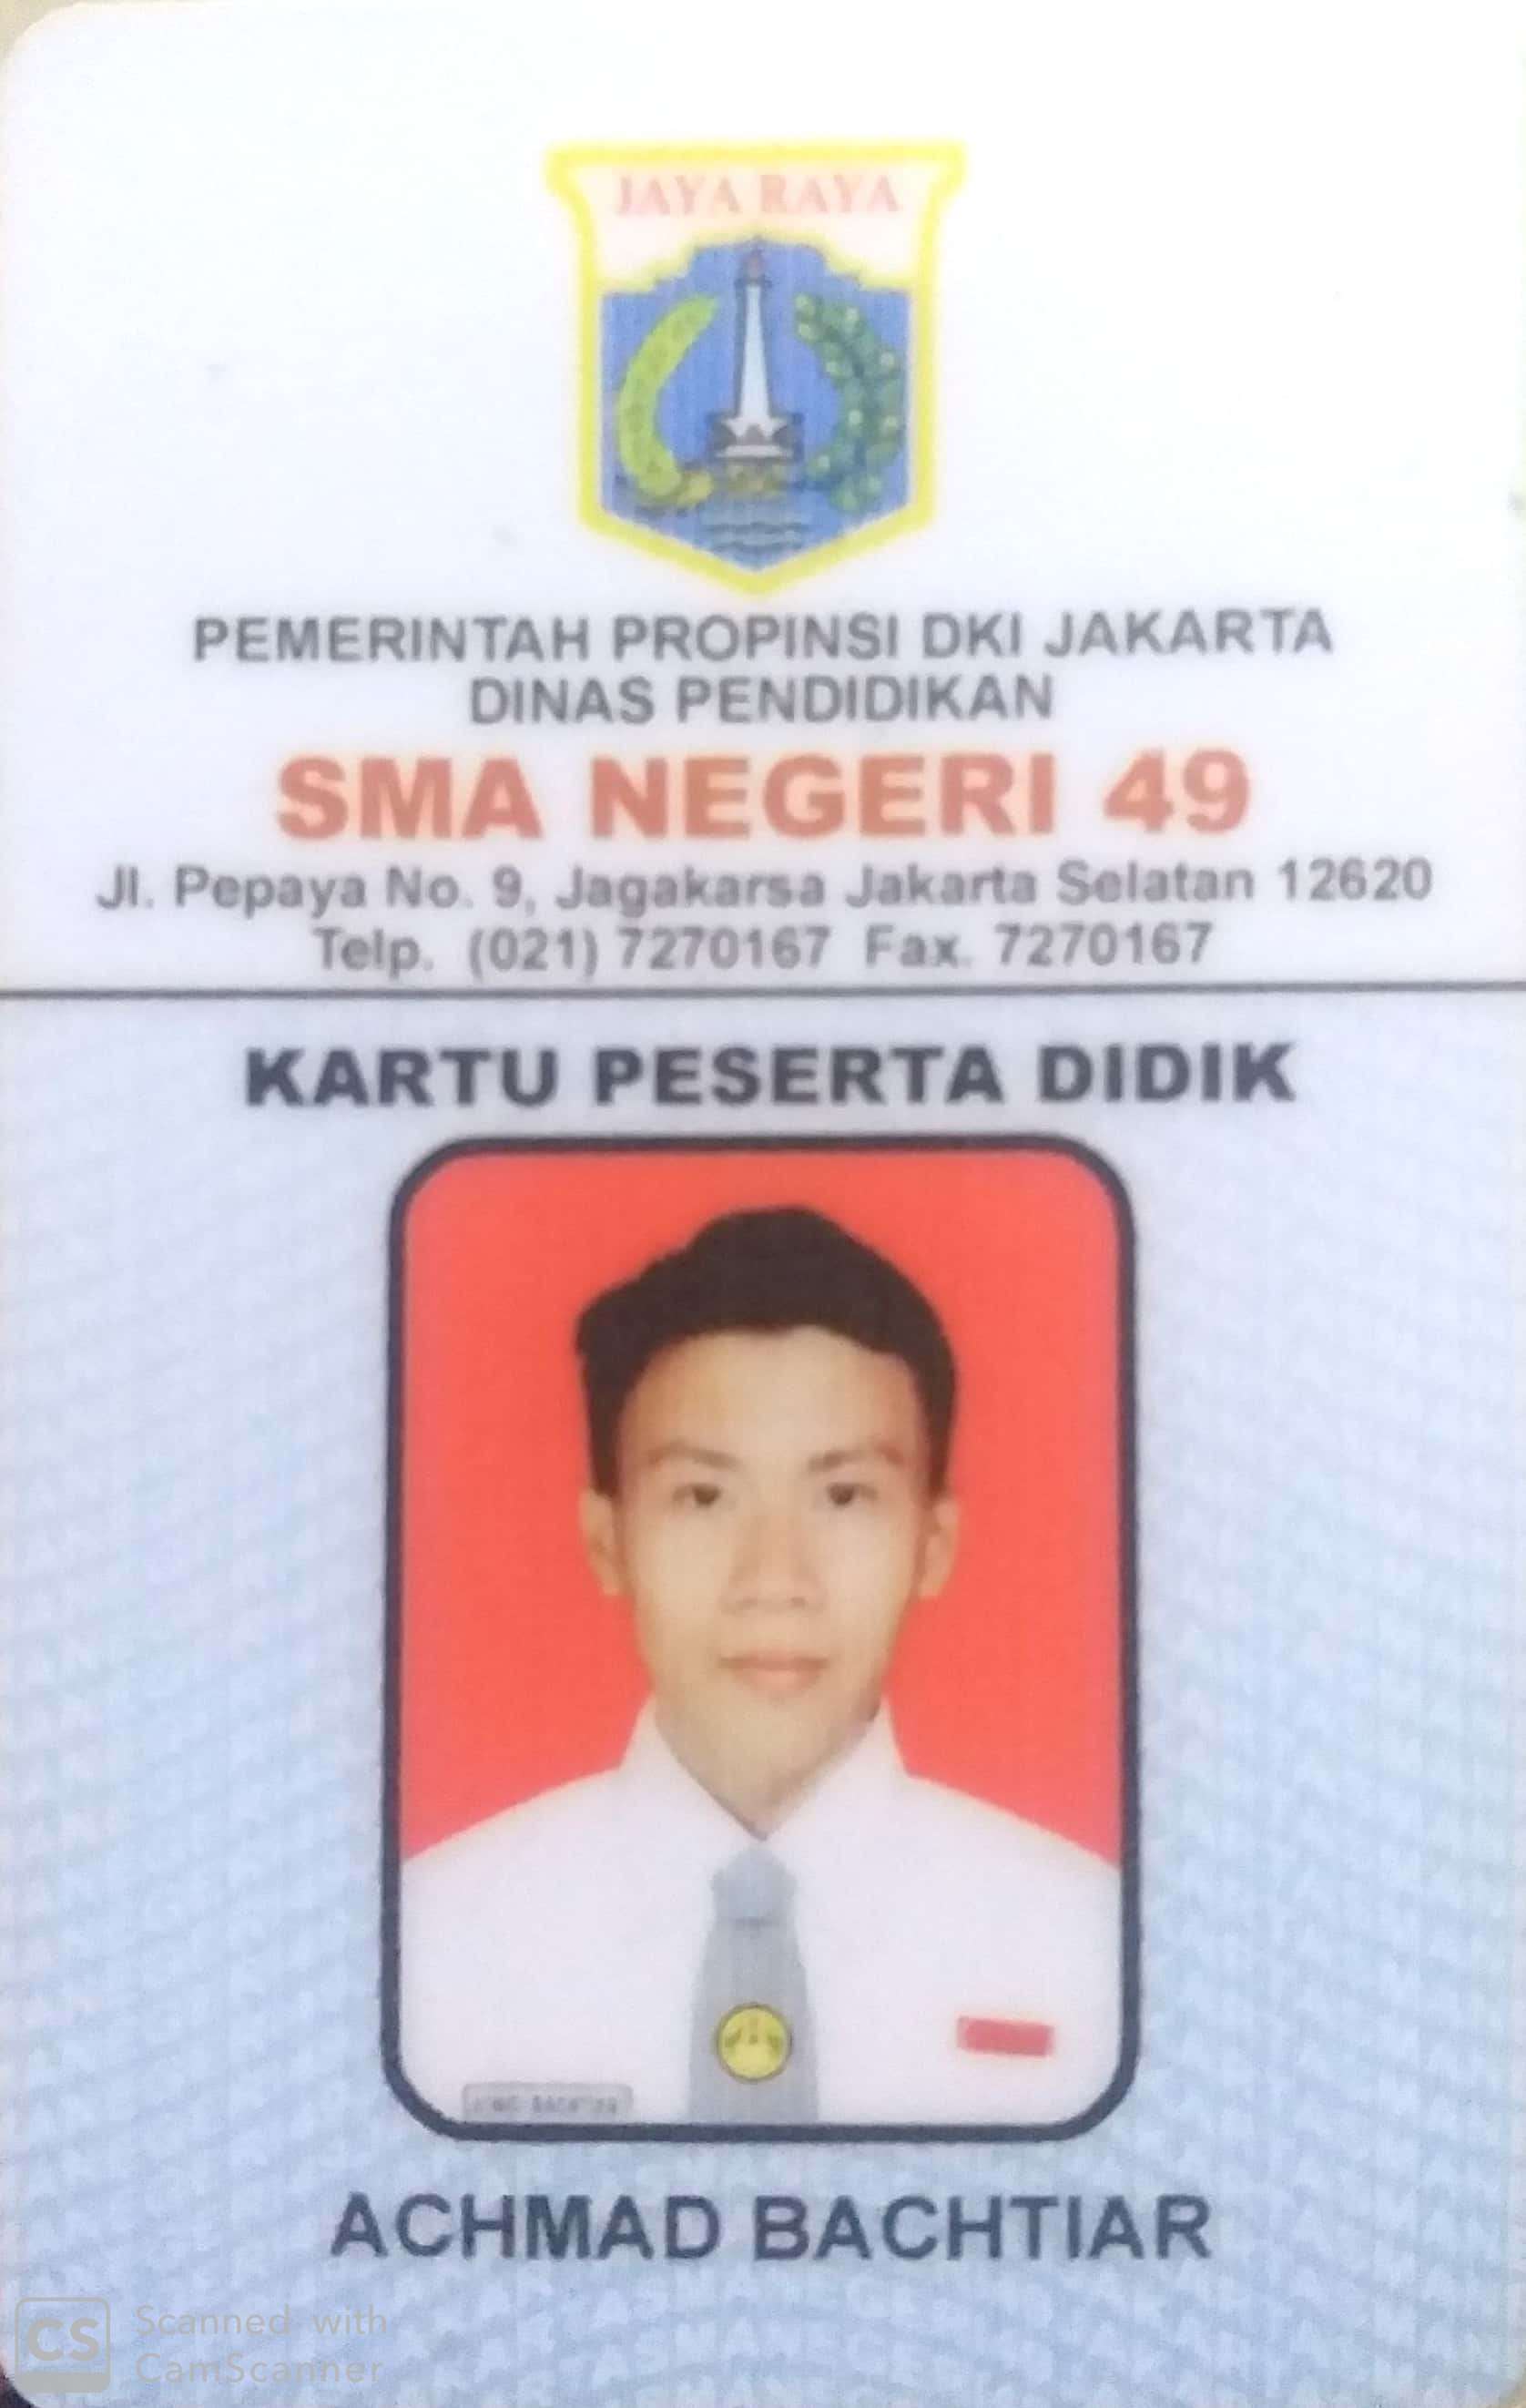 JAYA RAYA
PEMERINTAH PROPINSI DKI JAKARTA
DINAS PENDIDIKAN
SMA NEGERI 49
Jl. Pepaya No. 9, Jagakarsa Jakarta Selatan 12620
Telp. (021) 7270167 Fax. 7270167
KARTU PESERTA DIDIK
ACHMAD BACHTIAR
CS
Scanned with
CamScanner